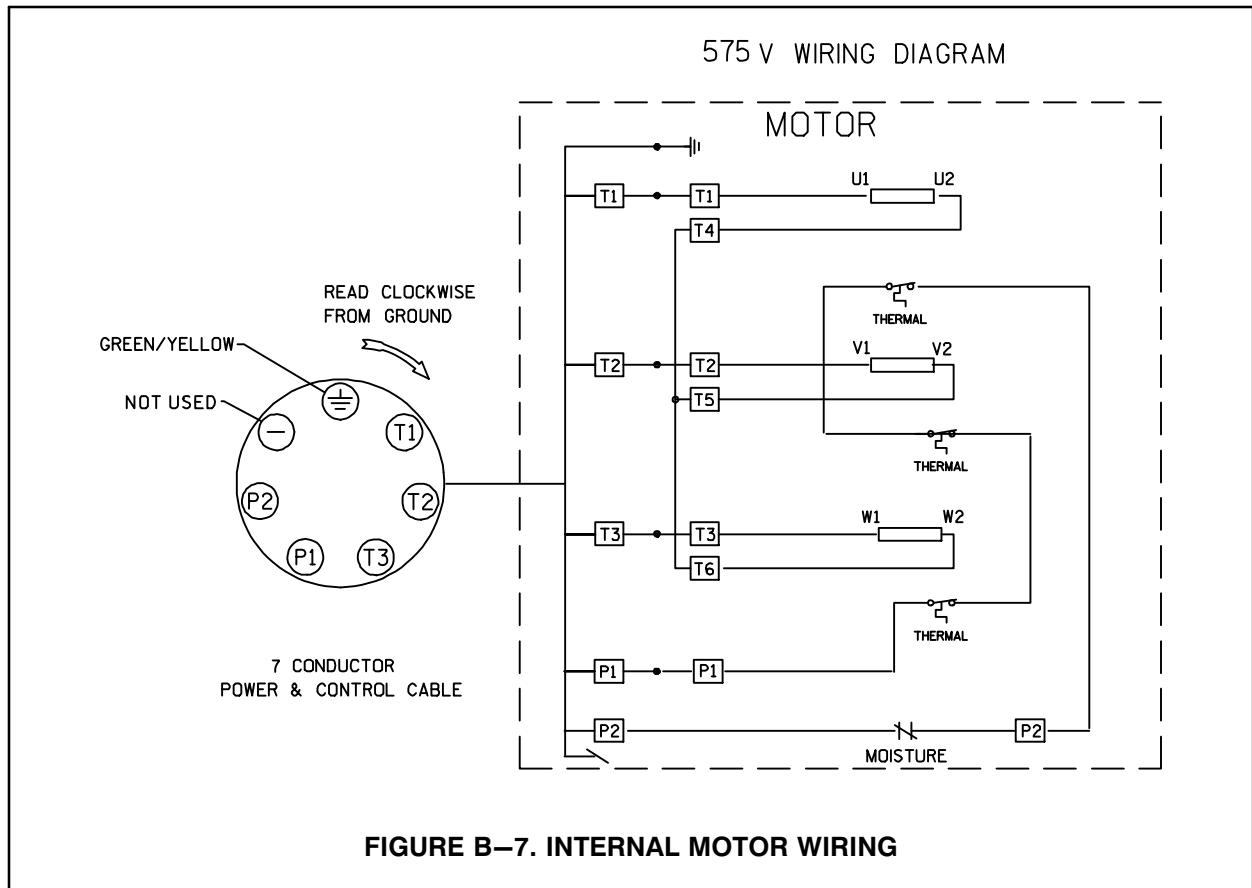 575 V WIRING DIAGRAM
MOTOR
T1
T1
U1
U2
T4
READ CLOCKWISE
FROM GROUND
THERMAL
GREEN/YELLOW
V1
V2
T2
T2
NOT USED
T5
T1
THERMAL
P2
T2
W1
W2
T3
T3
P1
T3
T6
THERMAL
7 CONDUCTOR
POWER & CONTROL CABLE
P1
P1
P2
P2
MOISTURE
FIGURE B—7. INTERNAL MOTOR WIRING